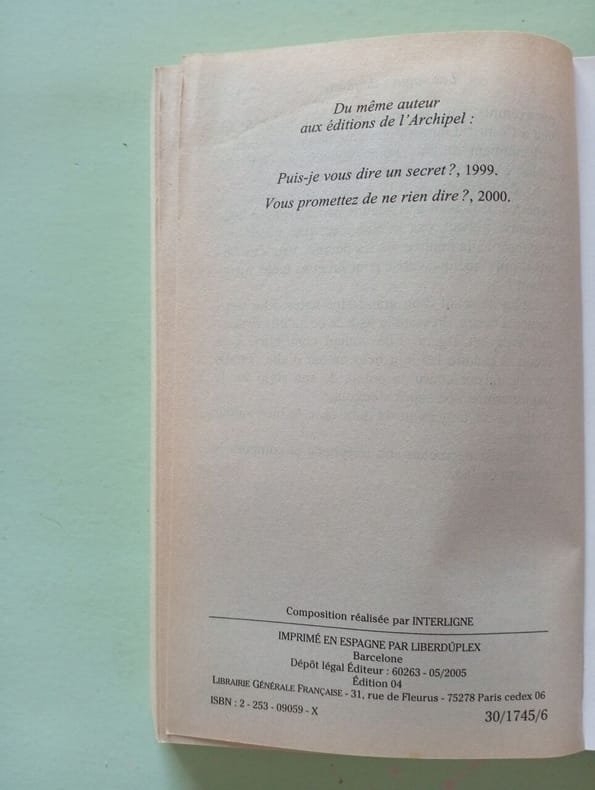 Du même auteur
aux éditions de l'Archipel :
Puis-je vous dire un secret ?, 1999.
Vous promettez de ne rien dire ?, 2000.
Composition réalisée par INTERLIGNE
IMPRIMÉ EN ESPAGNE PAR LIBERDÚPLEX
Barcelone
Dépôt légal Éditeur : 60263 - 05/2005
Édition 04
LIBRAIRIE GÉNÉRALE FRANÇAISE - 31, rue de Fleurus - 75278 Paris cedex 06
ISBN : 2 - 253 - 09059 - X
30/1745/6